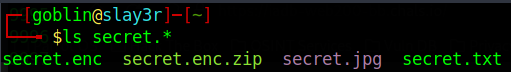 ┌─[goblin@slay3r]─[~]
└──╼ $ls secret.*
secret.enc  secret.enc.zip  secret.jpg  secret.txt